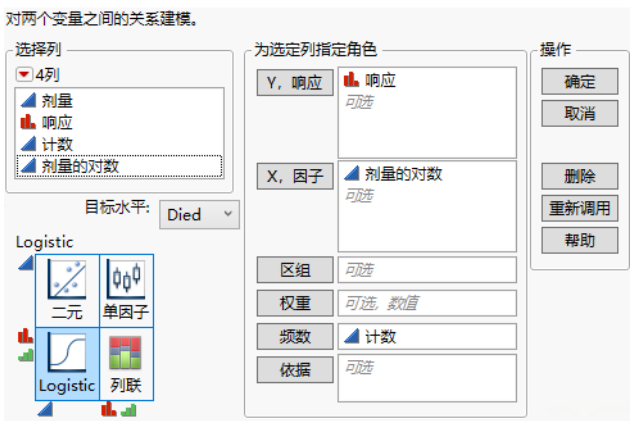 对两个变量之间的关系建模。
选择列
4列
剂量
响应
计数
剂量的对数
目标水平: Died
Logistic
二元
单因子
Logistic
列联
为选定列指定角色
Y, 响应
响应
可选
X, 因子
剂量的对数
可选
区组
可选
权重
可选, 数值
频数
计数
依据
可选
操作
确定
取消
删除
重新调用
帮助